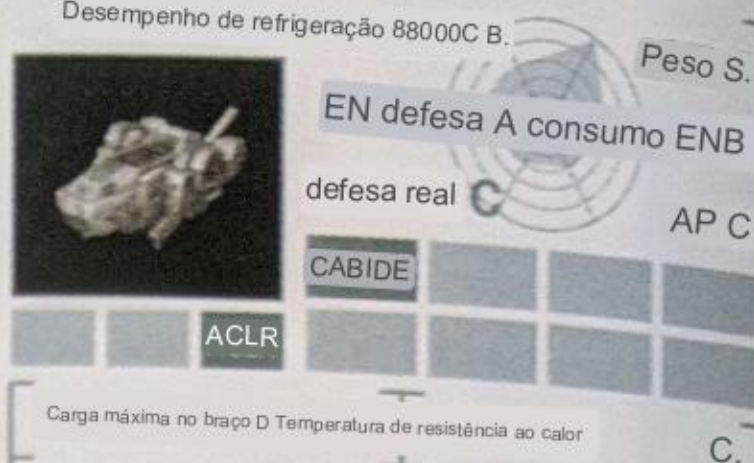 Desempenho de refrigeração 88000C B.
Peso S.
EN defesa A consumo ENB
defesa real C
AP C
CABIDE
ACLR
Carga máxima no braço D Temperatura de resistência ao calor
C.